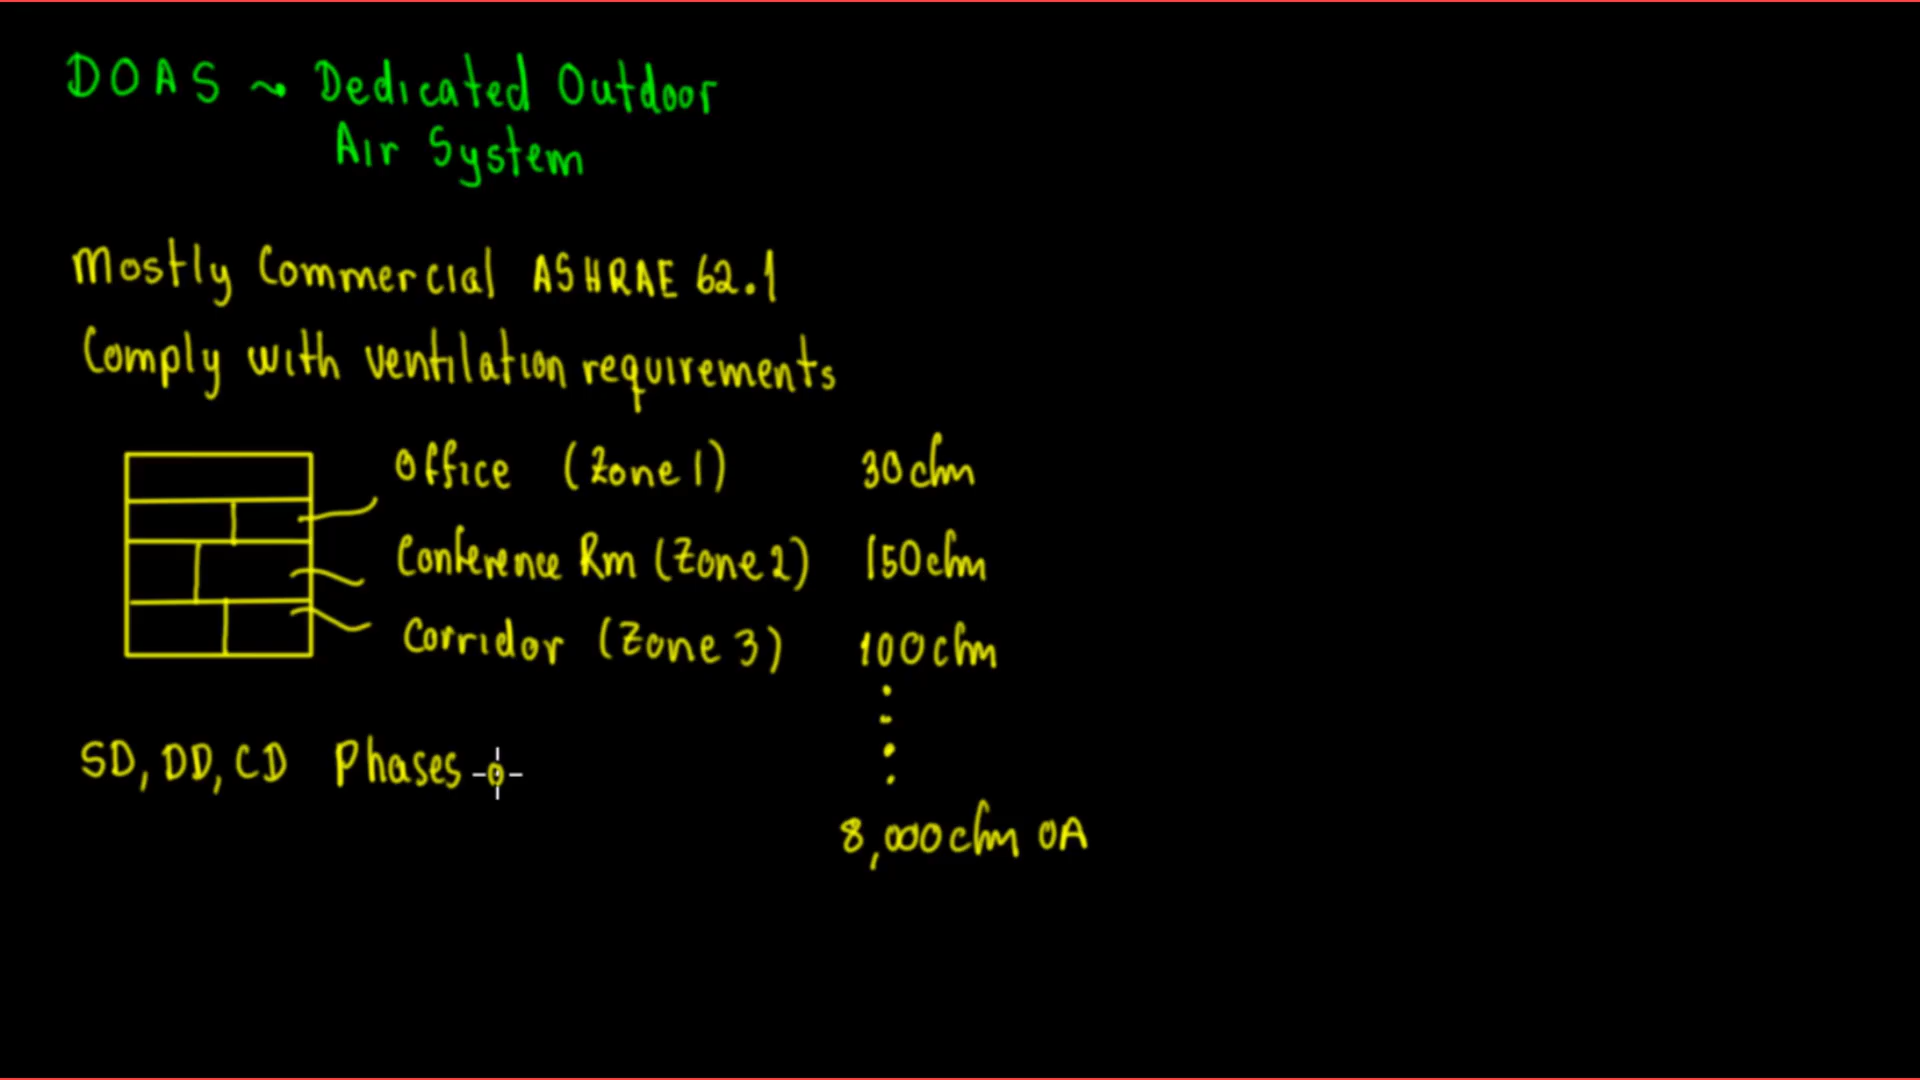 DOAS ~ Dedicated Outdoor
Air System
Mostly Commercial ASHRAE 62.1
Comply with ventilation requirements
Office (Zone 1) 30 cfm
Conference Rm (Zone 2) 150 cfm
Corridor (Zone 3) 100 cfm
SD, DD, CD Phases
8,000 cfm OA